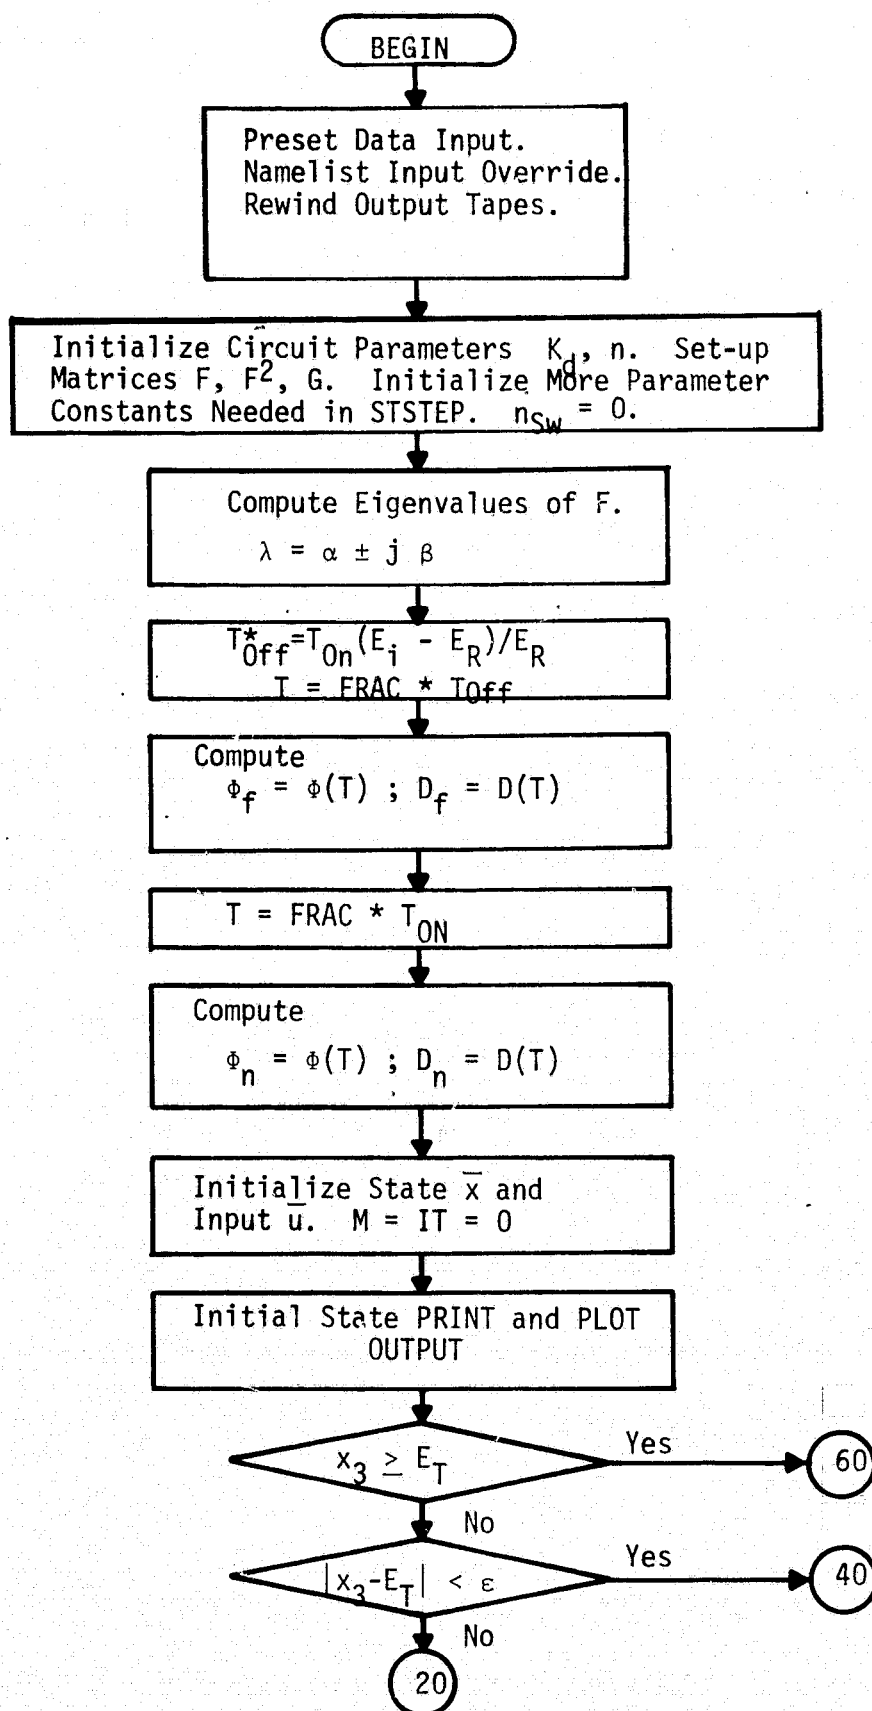 BEGIN
Preset Data Input.
Namelist Input Override.
Rewind Output Tapes.
Initialize Circuit Parameters K_d, n. Set-up
Matrices F, F², G. Initialize More Parameter
Constants Needed in STSTEP. n_Sw = 0.
Compute Eigenvalues of F.
λ = α ± j β
T*_Off=T_On(E_i - E_R)/E_R
T = FRAC * T_Off
Compute
Φ_f = Φ(T) ; D_f = D(T)
T = FRAC * T_ON
Compute
Φ_n = Φ(T) ; D_n = D(T)
Initialize State x̅ and
Input u̅. M = IT = 0
Initial State PRINT and PLOT
OUTPUT
x_3 ≥ E_T
Yes
60
No
|x_3-E_T| < ε
Yes
40
No
20